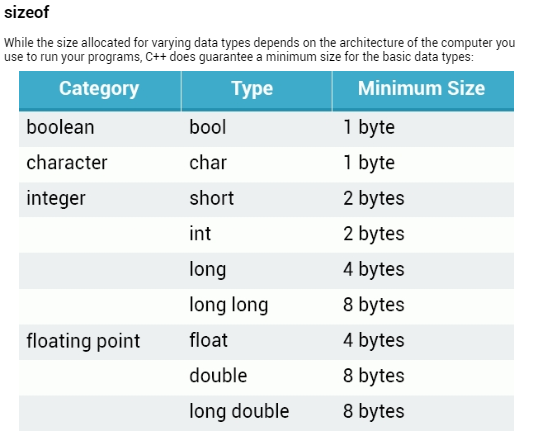 sizeof
While the size allocated for varying data types depends on the architecture of the computer you
use to run your programs, C++ does guarantee a minimum size for the basic data types:
Category Type Minimum Size
boolean bool 1 byte
character char 1 byte
integer short 2 bytes
int 2 bytes
long 4 bytes
long long 8 bytes
floating point float 4 bytes
double 8 bytes
long double 8 bytes